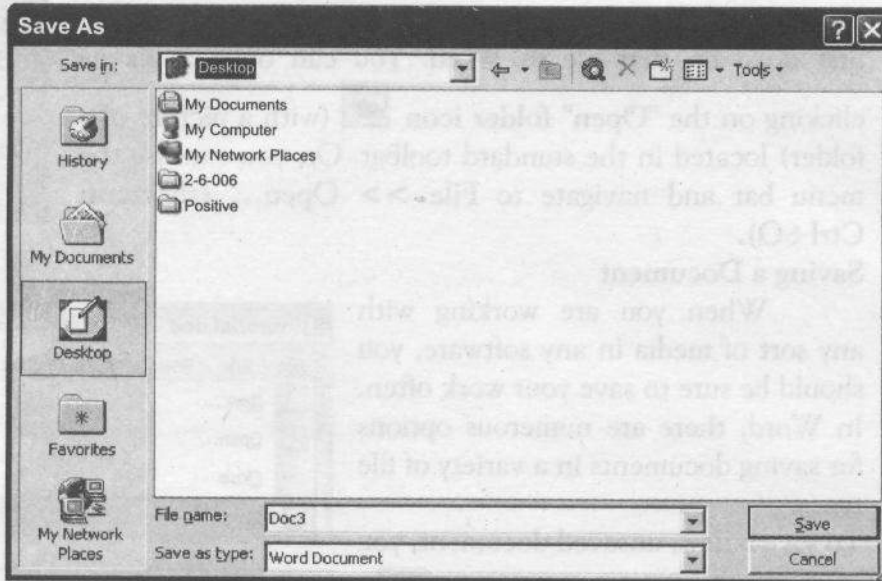 Save As
Save in:
Desktop
Tools
History
My Documents
Desktop
Favorites
My Network
Places
My Documents
My Computer
My Network Places
2-6-006
Positive
clicking on the "Open" folder icon (with a
folder) located in the standard toolbar
menu bar and navigate to File >> Open
Saving a Document
When you are working with
any sort of media in any software, you
should be sure to save your work often.
In Word, there are numerous options
for saving documents in a variety of file
unsaved document, you
File name:
Doc3
Save
Save as type:
Word Document
Cancel